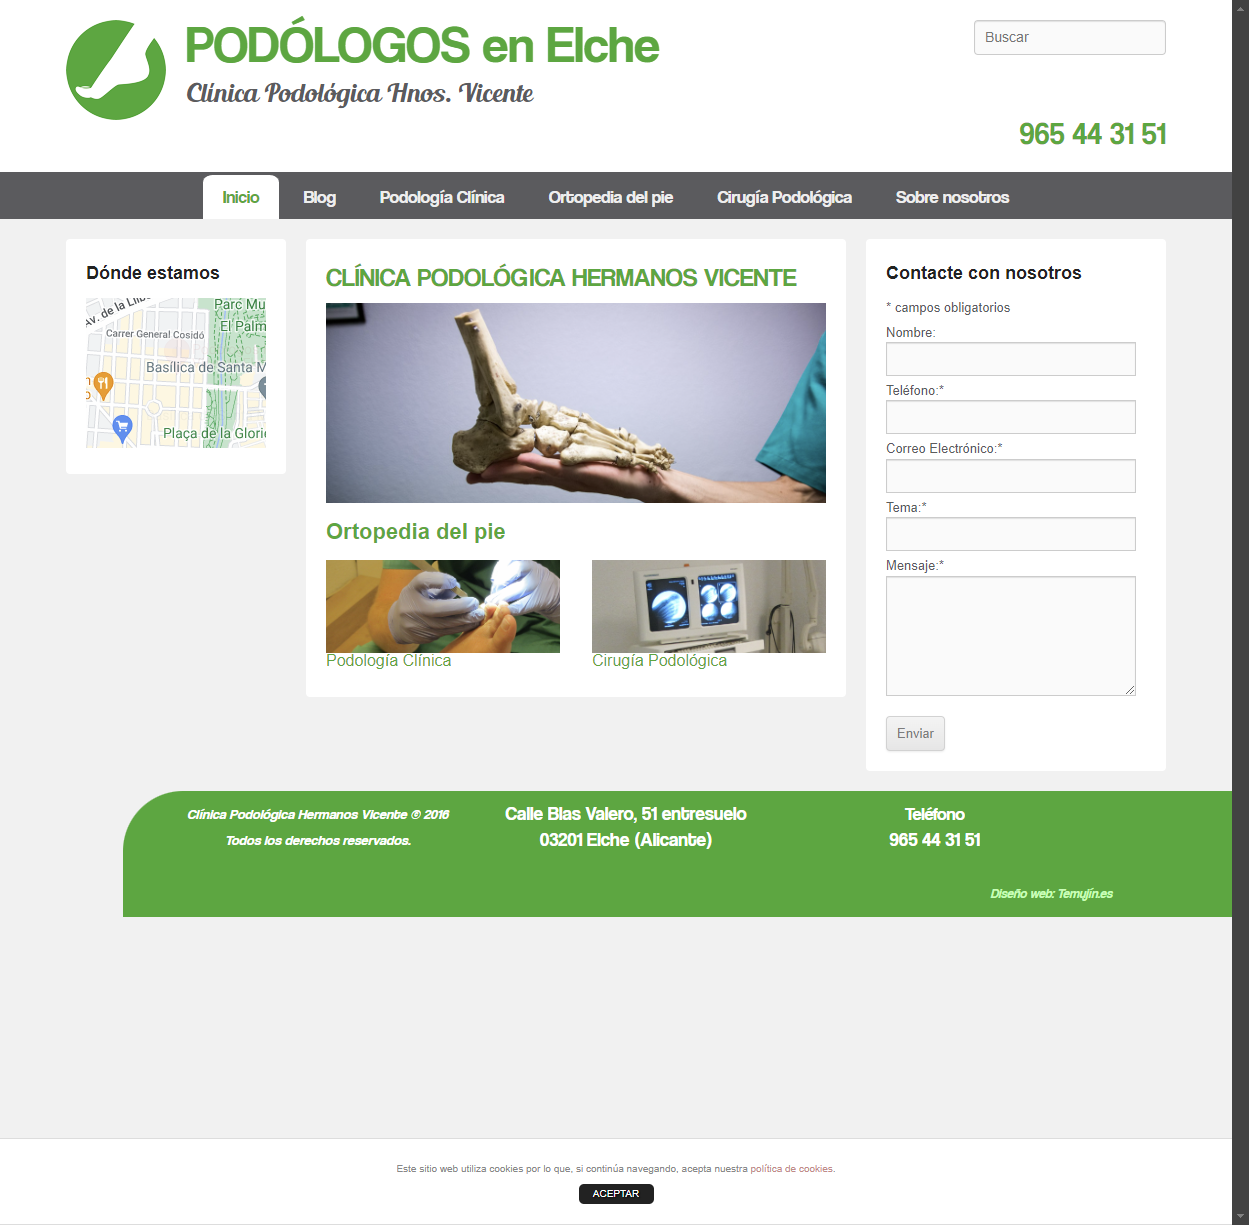 PODÓLOGOS en Elche
Clínica Podológica Hnos. Vicente
Buscar
965 44 31 51
Inicio
Blog
Podología Clínica
Ortopedia del pie
Cirugía Podológica
Sobre nosotros
Dónde estamos
Parc Mu
Av. de la Lli
El Palm
Carrer General Cosidó
Basílica de Santa M
Plaça de la Glori
CLÍNICA PODOLÓGICA HERMANOS VICENTE
Ortopedia del pie
Podología Clínica
Cirugía Podológica
Contacte con nosotros
* campos obligatorios
Nombre:
Teléfono:*
Correo Electrónico:*
Tema:*
Mensaje:*
Enviar
Clínica Podológica Hermanos Vicente ® 2016
Todos los derechos reservados.
Calle Blas Valero, 51 entresuelo
03201 Elche (Alicante)
Teléfono
965 44 31 51
Diseño web: Temujín.es
Este sitio web utiliza cookies por lo que, si continúa navegando, acepta nuestra política de cookies.
ACEPTAR